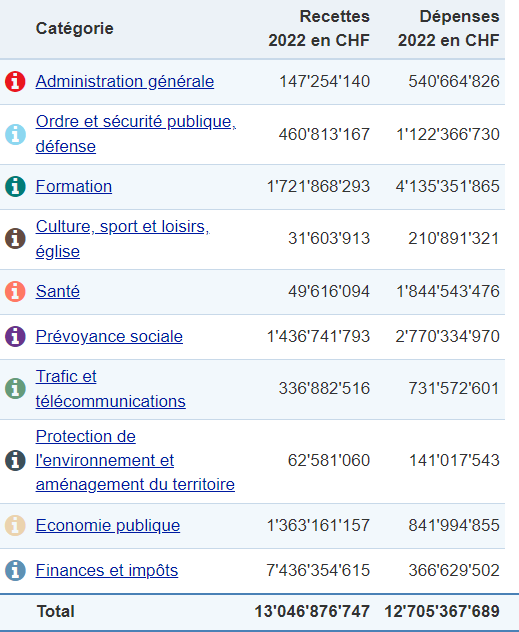 Catégorie Recettes 2022 en CHF Dépenses 2022 en CHF
Administration générale 147'254'140 540'664'826
Ordre et sécurité publique,
défense 460'813'167 1'122'366'730
Formation 1'721'868'293 4'135'351'865
Culture, sport et loisirs,
église 31'603'913 210'891'321
Santé 49'616'094 1'844'543'476
Prévoyance sociale 1'436'741'793 2'770'334'970
Trafic et
télécommunications 336'882'516 731'572'601
Protection de
l'environnement et
aménagement du territoire 62'581'060 141'017'543
Economie publique 1'363'161'157 841'994'855
Finances et impôts 7'436'354'615 366'629'502
Total 13'046'876'747 12'705'367'689